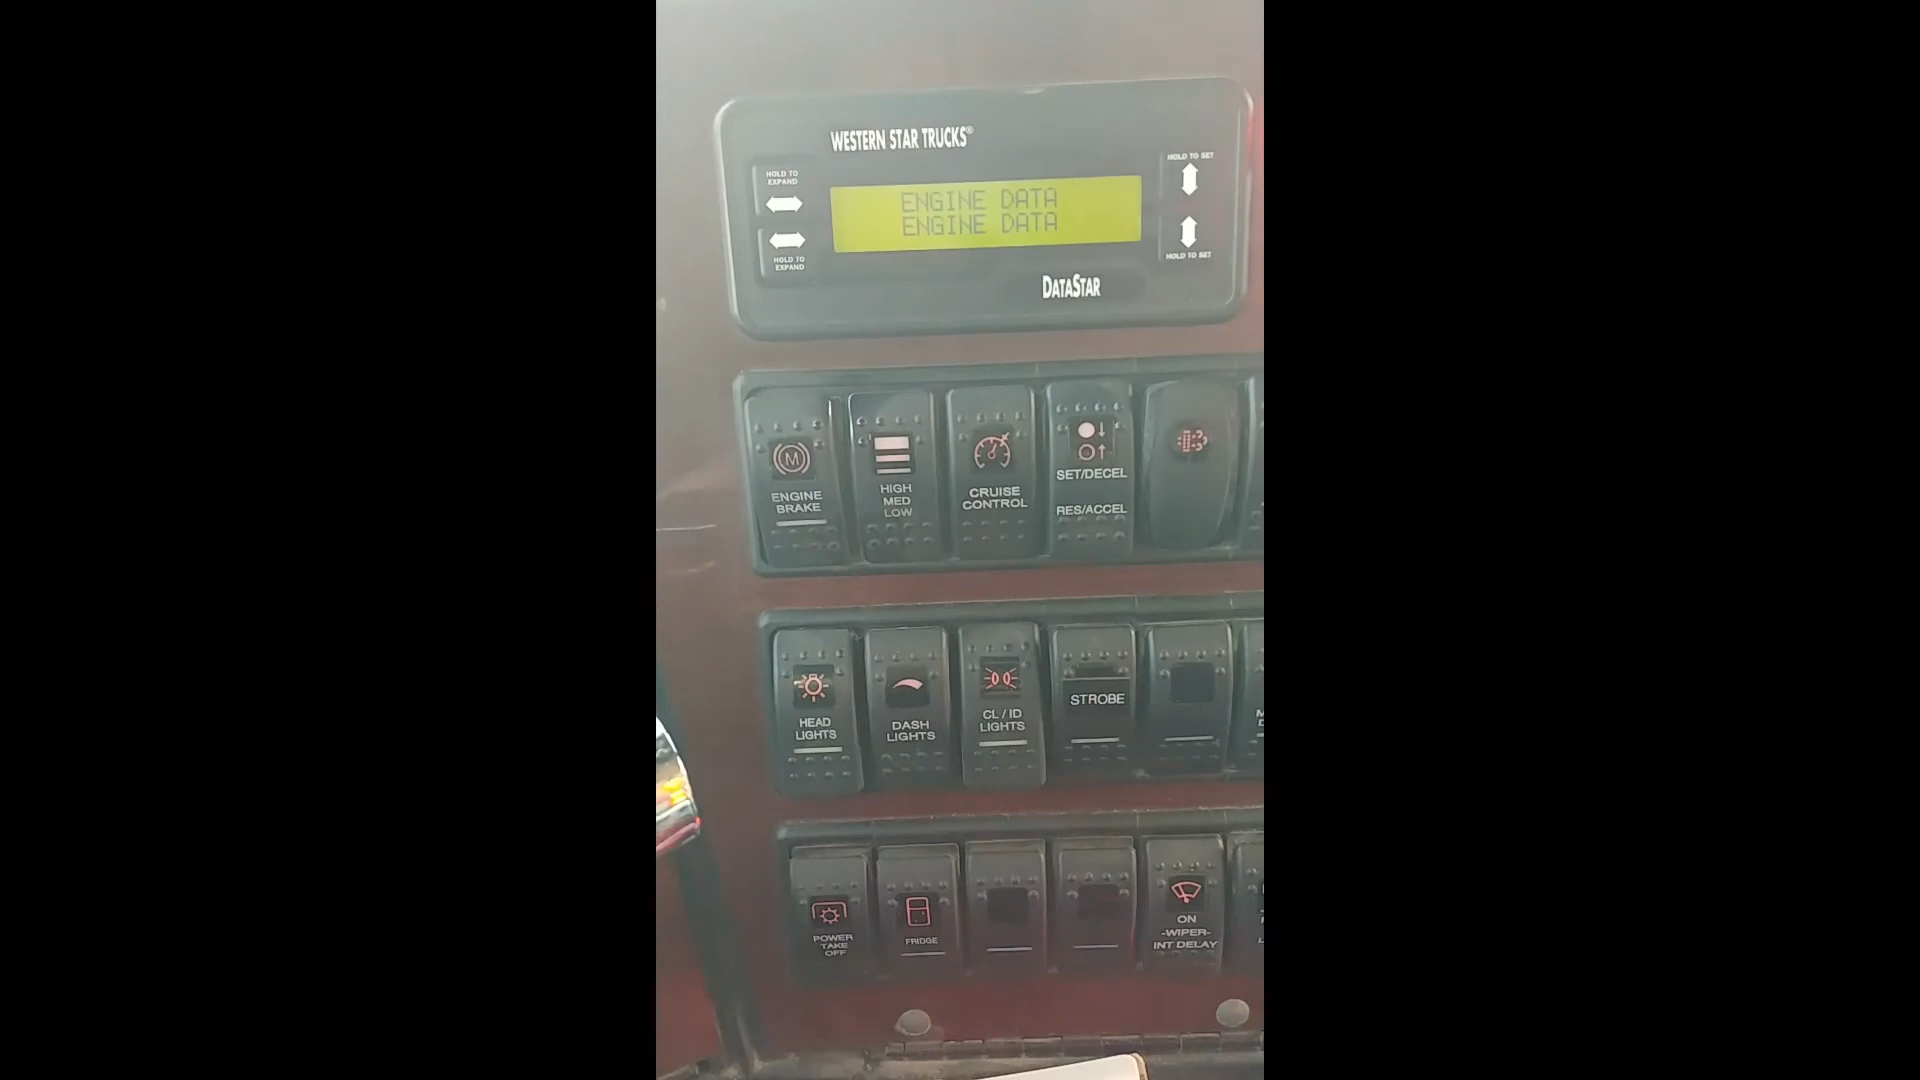 WESTERN STAR TRUCKS®
HOLD TO
EXPAND
HOLD TO SET
ENGINE DATA
ENGINE DATA
HOLD TO
EXPAND
HOLD TO SET
DATASTAR
M
ENGINE
BRAKE
HIGH
MED
LOW
CRUISE
CONTROL
SET/DECEL
RES/ACCEL
HEAD
LIGHTS
DASH
LIGHTS
CL / ID
LIGHTS
STROBE
POWER
TAKE
OFF
FRIDGE
ON
-WIPER-
INT DELAY